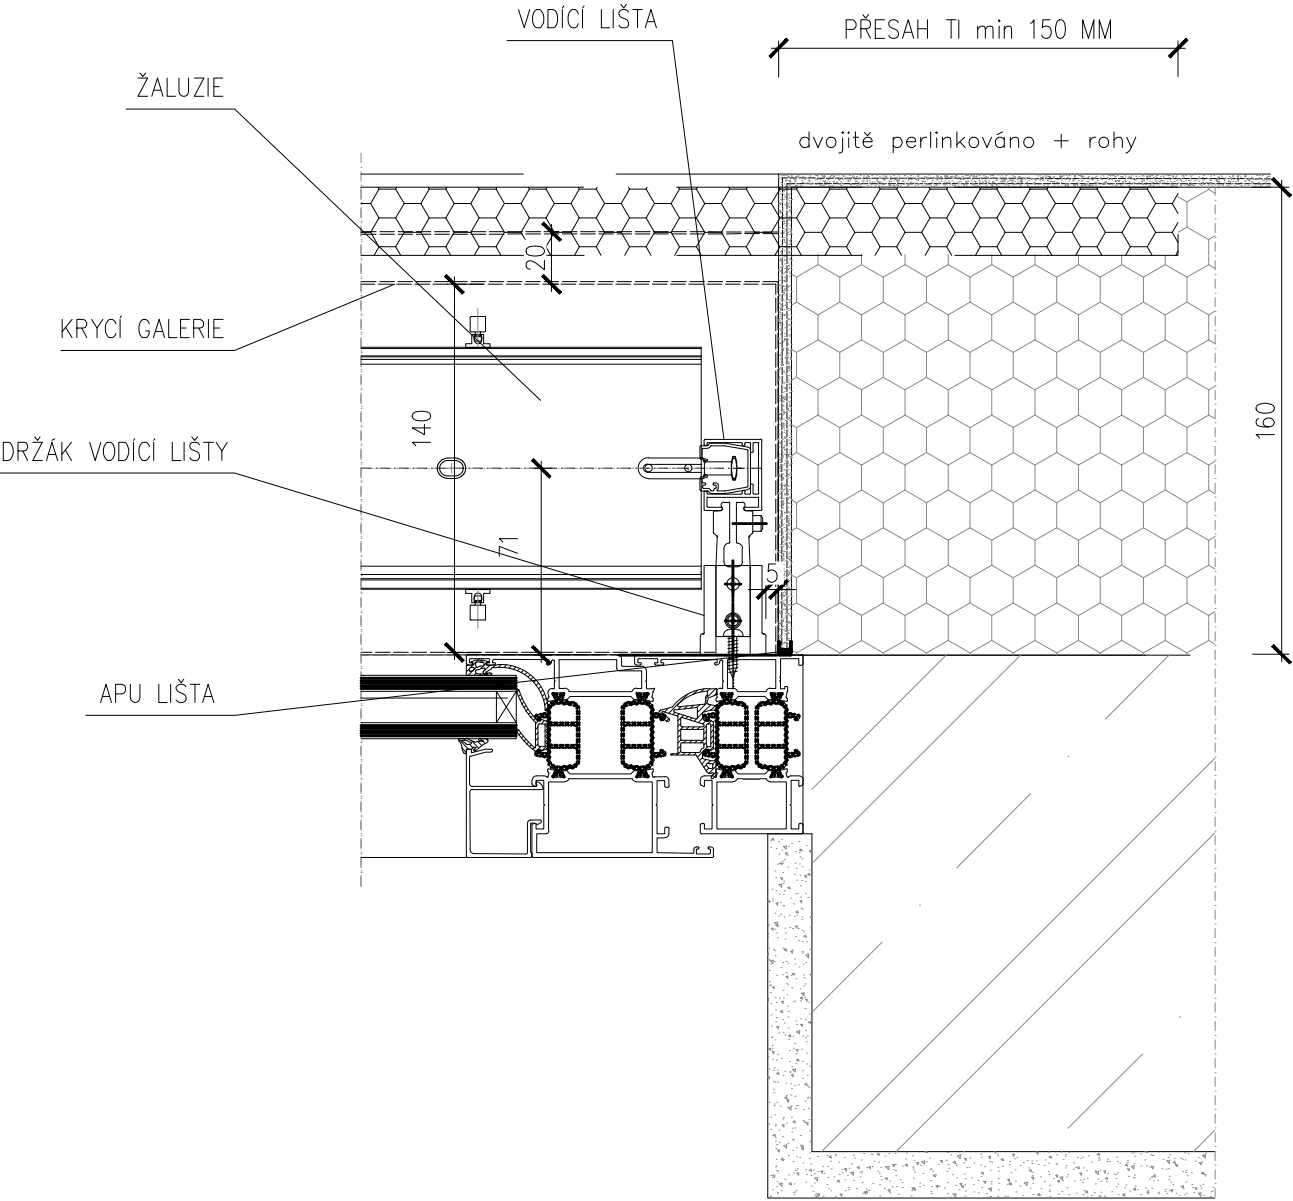 VODÍCÍ LIŠTA
PŘESAH TI min 150 MM
ŽALUZIE
dvojitě perlinkováno + rohy
20
KRYCÍ GALERIE
140
160
DRŽÁK VODÍCÍ LIŠTY
71
5
APU LIŠTA